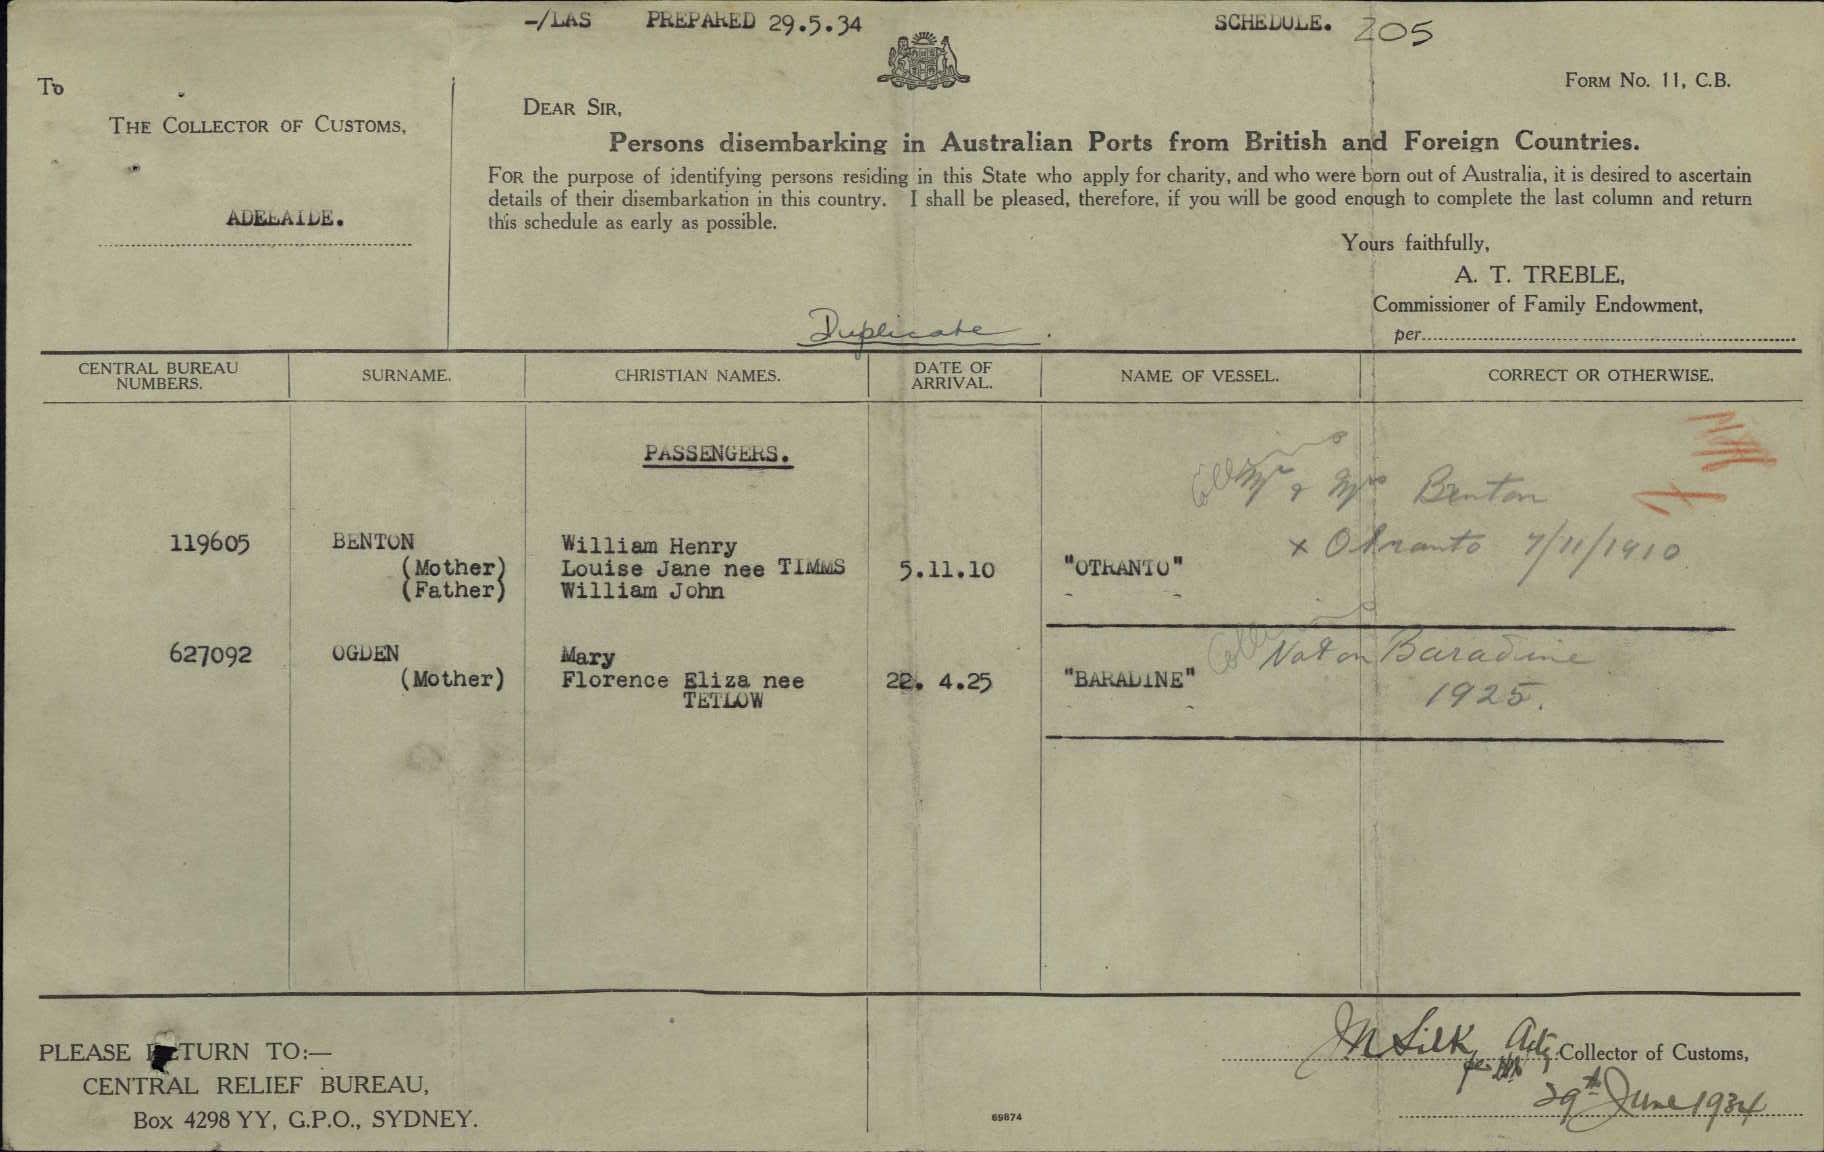 -/LAS PREPARED 29.5.34 SCHEDULE. 205
FORM NO. 11, C.B.
To
THE COLLECTOR OF CUSTOMS,
ADELAIDE.
DEAR SIR,
Persons disembarking in Australian Ports from British and Foreign Countries.
FOR the purpose of identifying persons residing in this State who apply for charity, and who were born out of Australia, it is desired to ascertain
details of their disembarkation in this country. I shall be pleased, therefore, if you will be good enough to complete the last column and return
this schedule as early as possible.
Yours faithfully,
A. T. TREBLE,
Commissioner of Family Endowment,
per
Duplicate
CENTRAL BUREAU NUMBERS. SURNAME. CHRISTIAN NAMES. DATE OF ARRIVAL. NAME OF VESSEL. CORRECT OR OTHERWISE.
PASSENGERS.
Mr & Mrs Benton
119605 BENTON William Henry x Otranto 7/11/1910
(Mother) Louise Jane nee TIMMS 5.11.10 "OTRANTO"
(Father) William John
627092 OGDEN Mary Not on Baradine
(Mother) Florence Eliza nee 22. 4.25 "BARADINE" 1925.
TETLOW
PLEASE RETURN TO:—
CENTRAL RELIEF BUREAU,
Box 4298 YY, G.P.O., SYDNEY.
69674
J M Silk Actg. Collector of Customs,
29th June 1934